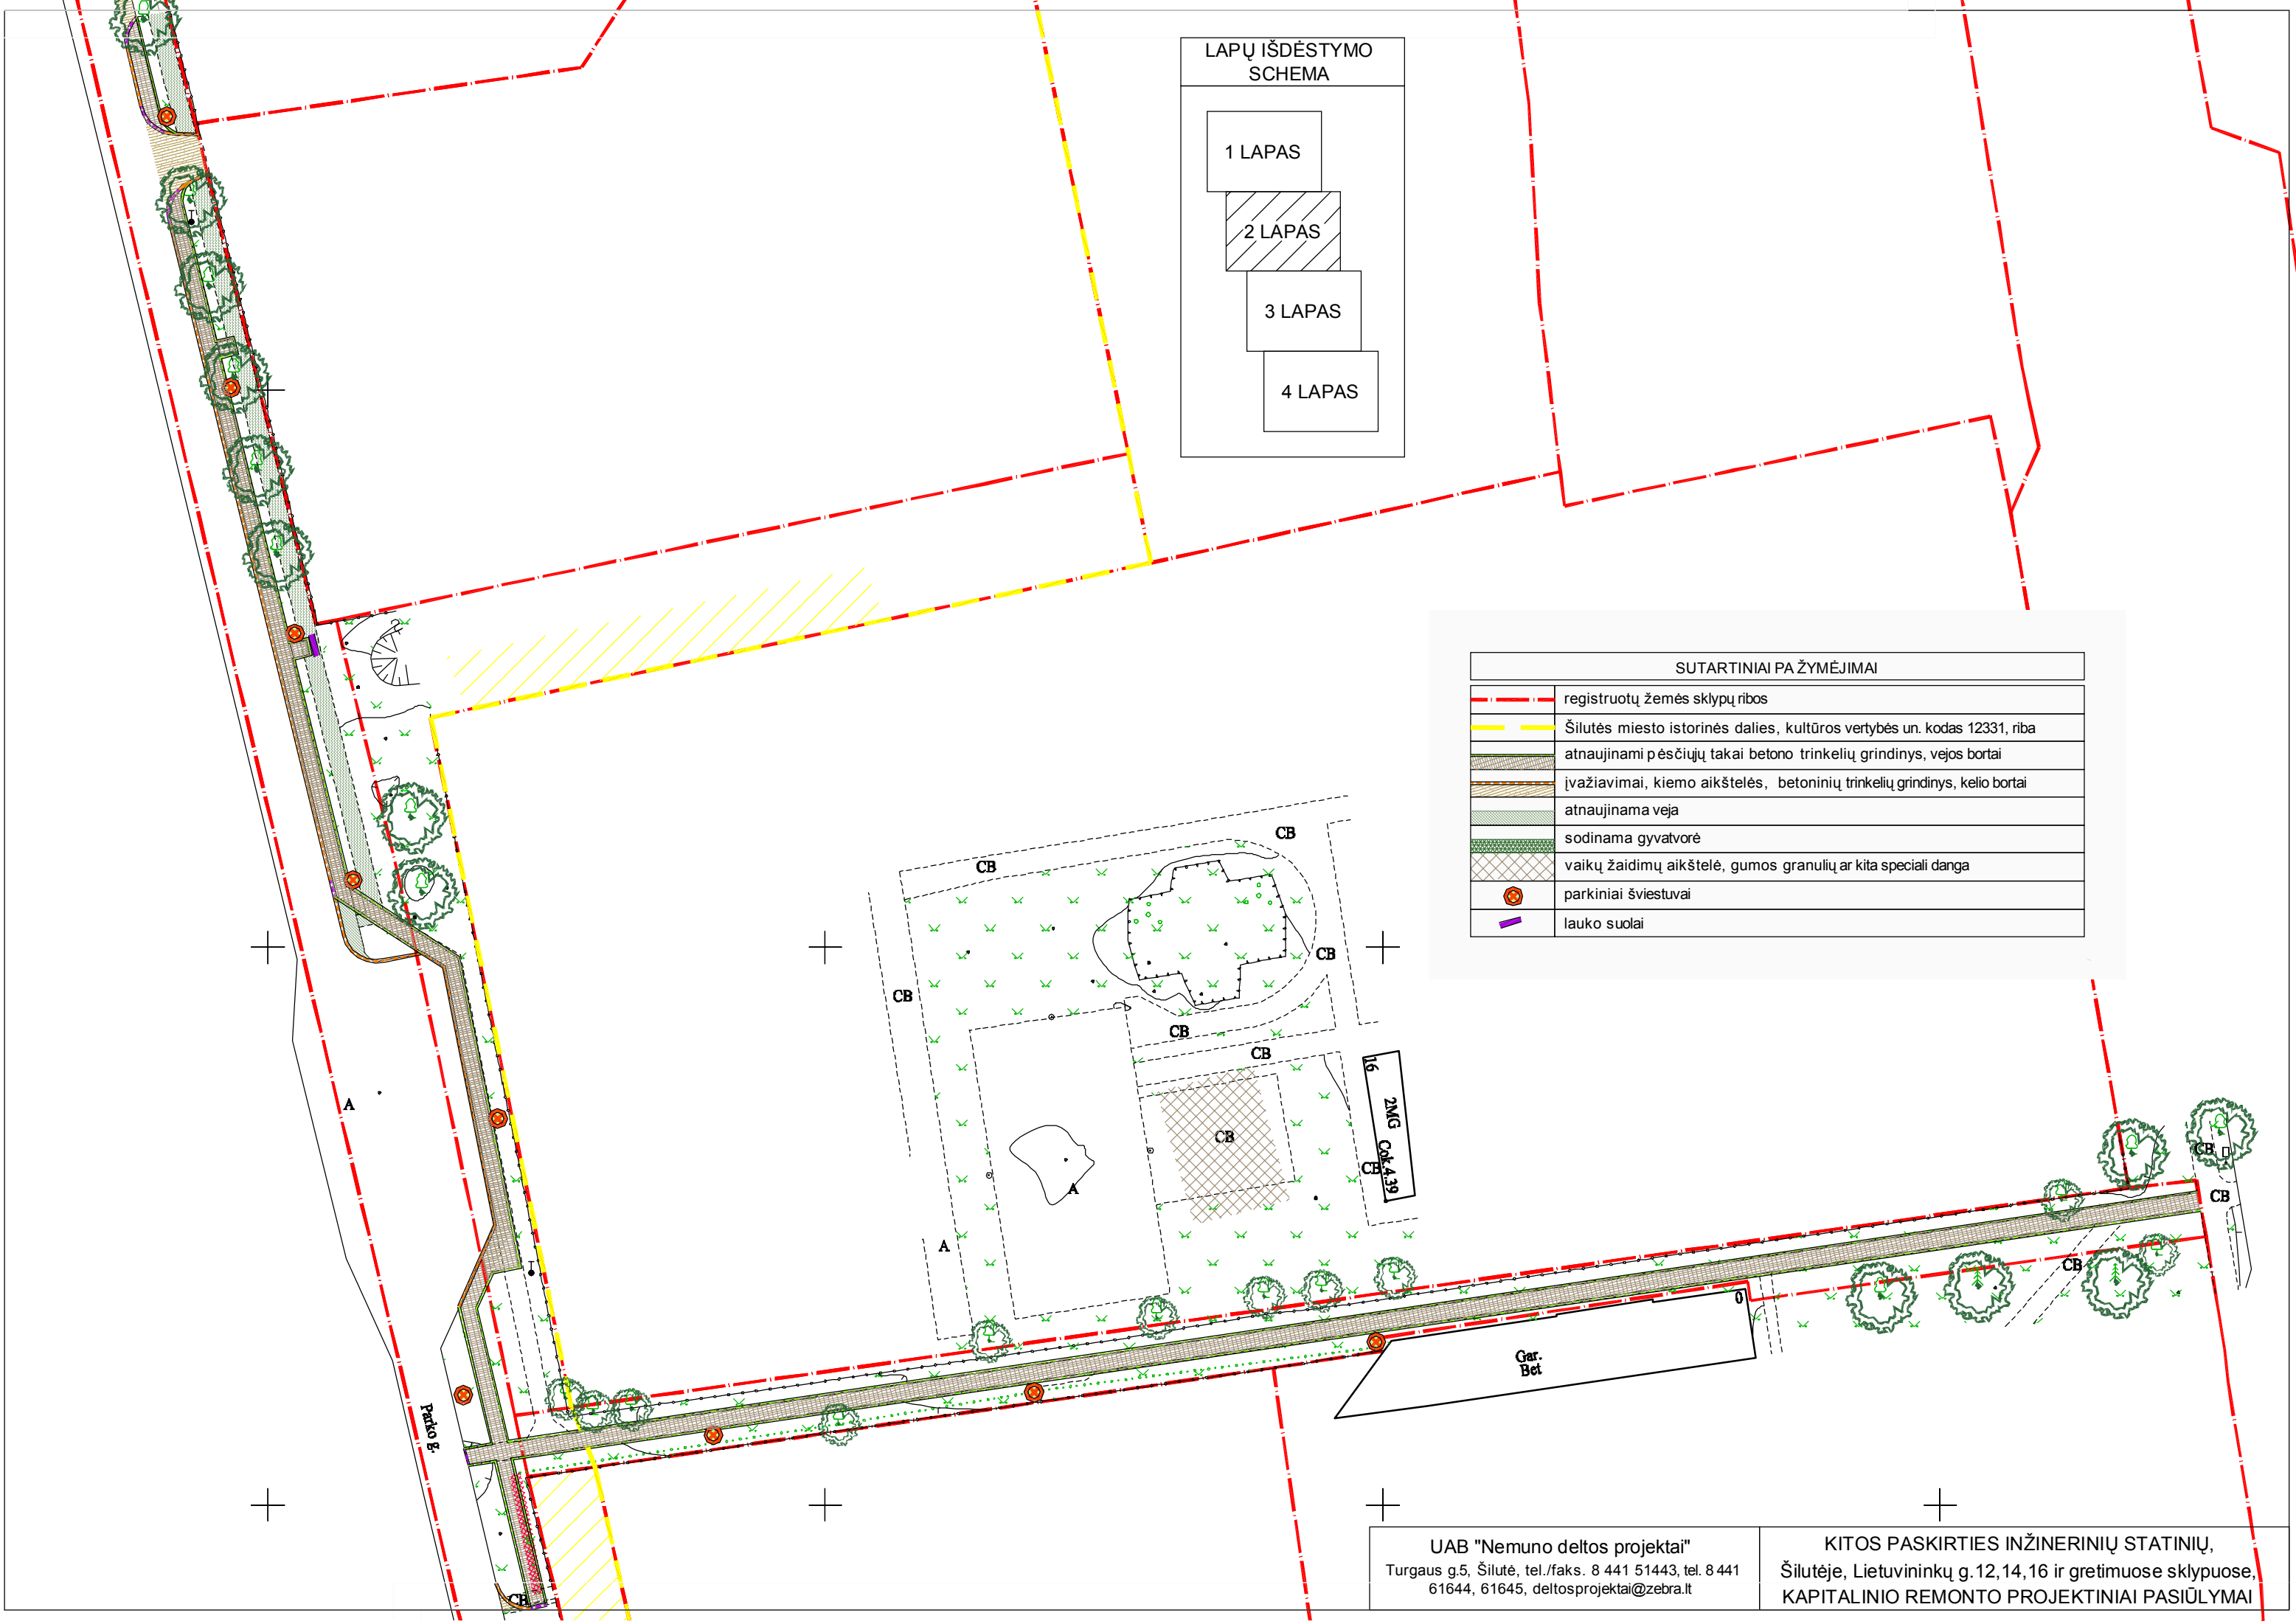 LAPŲ IŠDĖSTYMO
SCHEMA
1 LAPAS
2 LAPAS
3 LAPAS
4 LAPAS
SUTARTINIAI PAŽYMĖJIMAI
registruotų žemės sklypų ribos
Šilutės miesto istorinės dalies, kultūros vertybės un. kodas 12331, riba
atnaujinami pėsčiųjų takai betono trinkelių grindinys, vejos bortai
įvažiavimai, kiemo aikštelės, betoninių trinkelių grindinys, kelio bortai
atnaujinama veja
sodinama gyvatvorė
vaikų žaidimų aikštelė, gumos granulių ar kita speciali danga
parkiniai šviestuvai
lauko suolai
CB
CB
CB
CB
CB
CB
16
2MG
Cok.4.39
CB
CB
A
A
A
CB
CB
CB
0
Gar.
Bet
Parko g.
CB
UAB "Nemuno deltos projektai"
Turgaus g.5, Šilutė, tel./faks. 8 441 51443, tel. 8 441
61644, 61645, deltosprojektai@zebra.lt
KITOS PASKIRTIES INŽINERINIŲ STATINIŲ,
Šilutėje, Lietuvininkų g.12,14,16 ir gretimuose sklypuose,
KAPITALINIO REMONTO PROJEKTINIAI PASIŪLYMAI